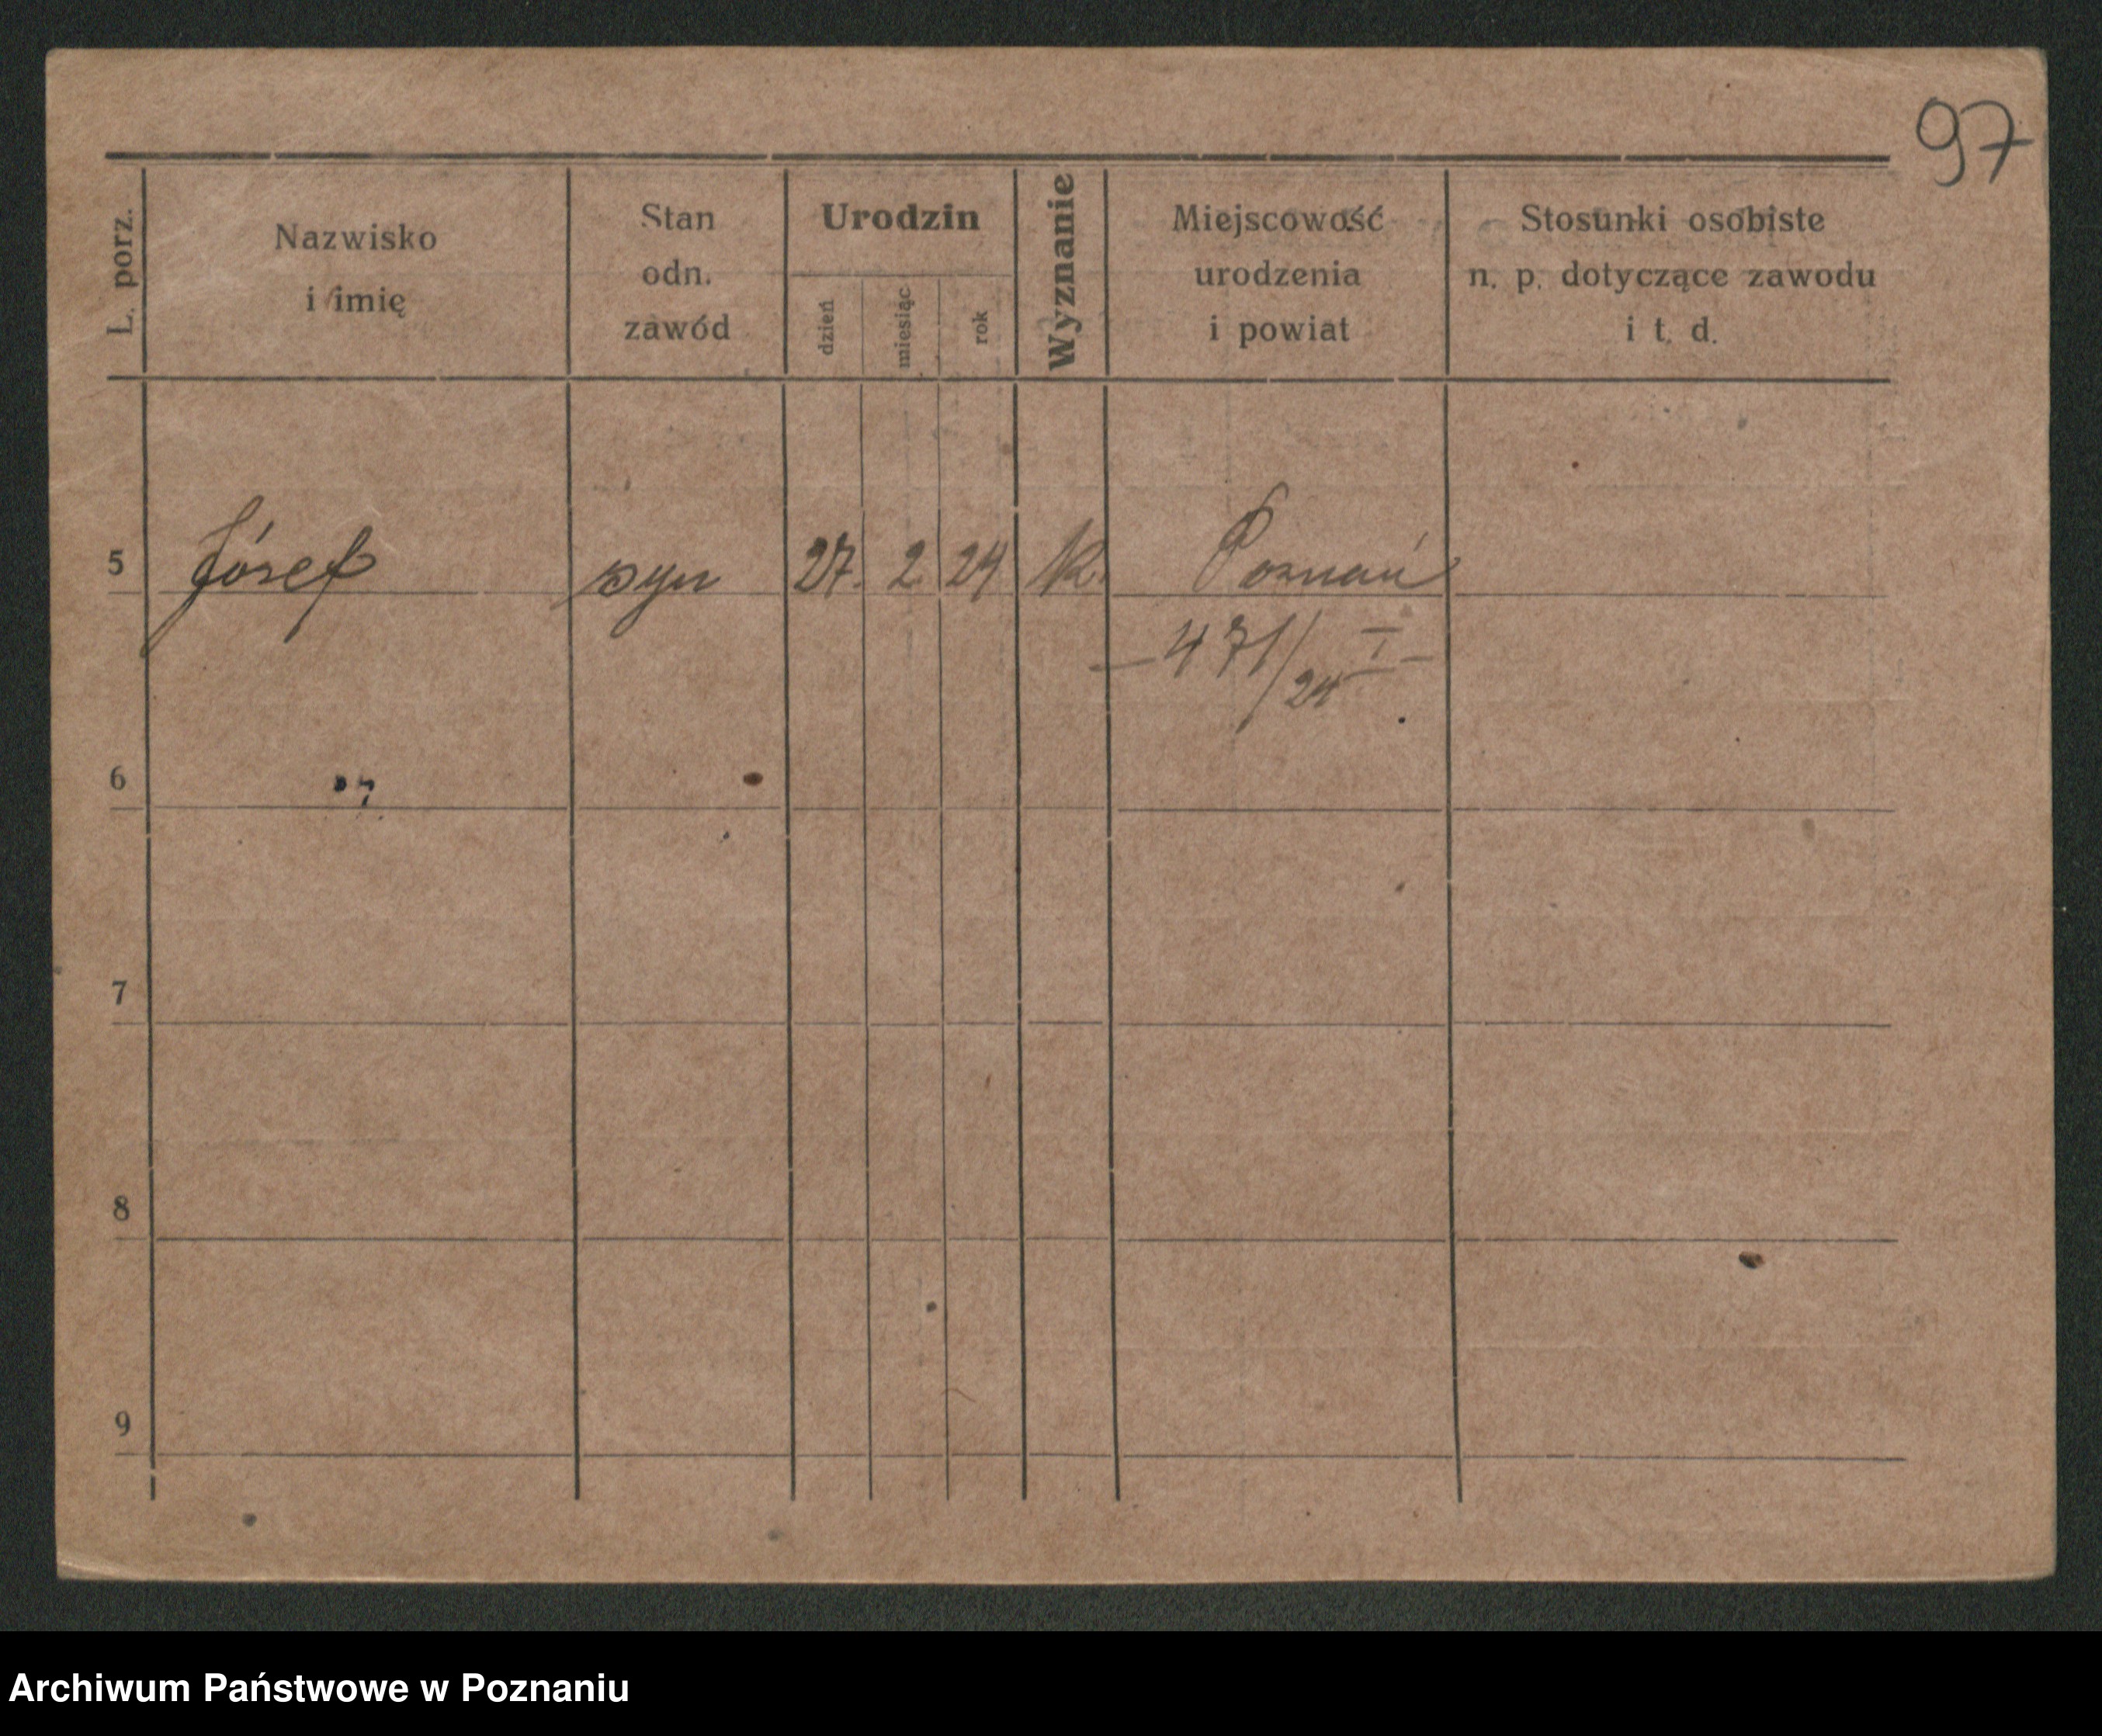 97
L. porz.
Nazwisko
i imię
Stan
odn.
zawód
Urodzin
dzień
miesiąc
rok
Wyznanie
Miejscowość
urodzenia
i powiat
Stosunki osobiste
n. p. dotyczące zawodu
i t. d.
5 Józef syn 27. 2 24 k. Poznań
– 471/24 I –
6
7
8
9
Archiwum Państwowe w Poznaniu